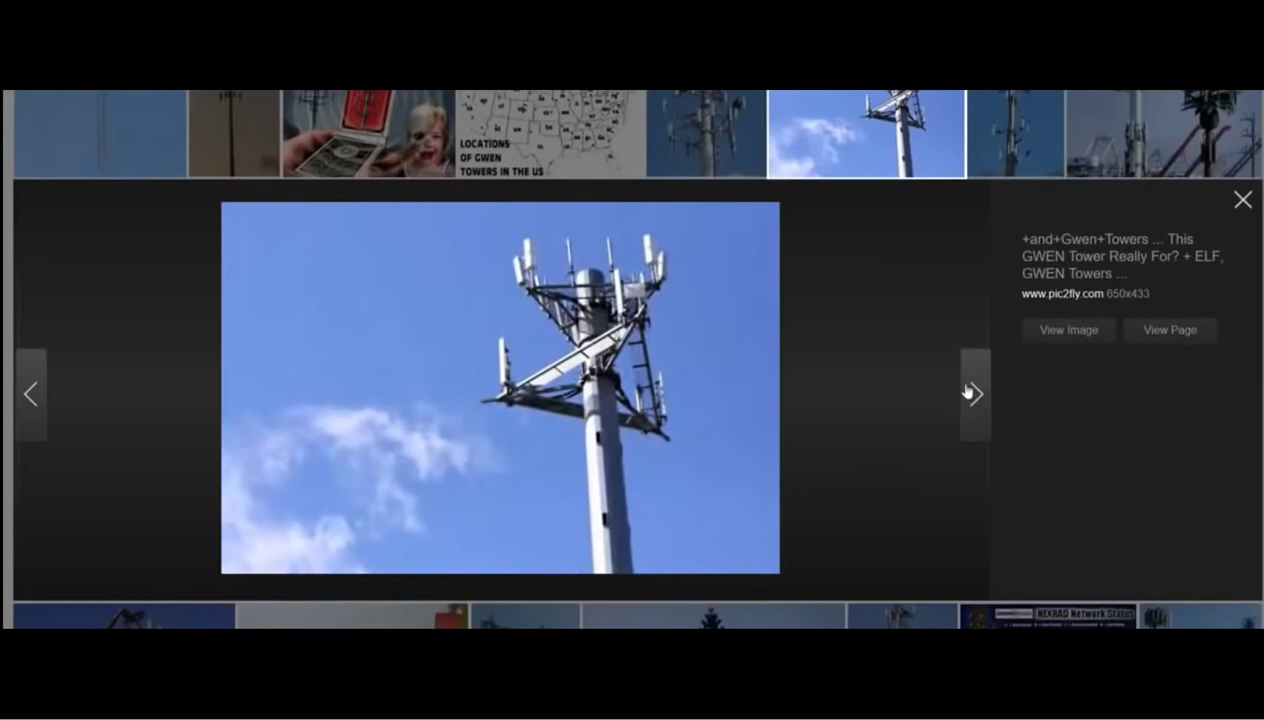 LOCATIONS
OF GWEN
TOWERS IN THE US
+and+Gwen+Towers ... This
GWEN Tower Really For? + ELF,
GWEN Towers ...
www.pic2fly.com 650x433
View Image View Page
NEXRAD Network Status